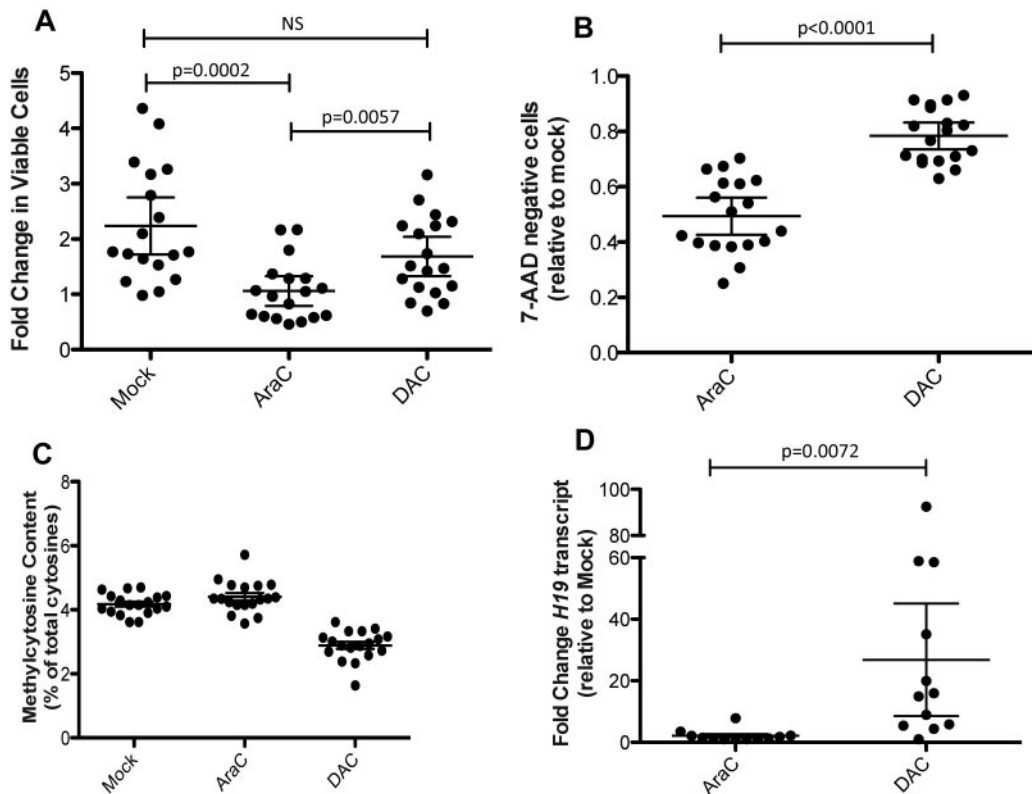 A
NS
p=0.0002
p=0.0057
Fold Change in Viable Cells
5
4
3
2
1
0
Mock
AraC
DAC
B
p<0.0001
7-AAD negative cells
(relative to mock)
1.0
0.8
0.6
0.4
0.2
0.0
AraC
DAC
C
Methylcytosine Content
(% of total cytosines)
8
6
4
2
0
Mock
AraC
DAC
D
p=0.0072
Fold Change H19 transcript
(relative to Mock)
100
80
60
40
20
0
AraC
DAC